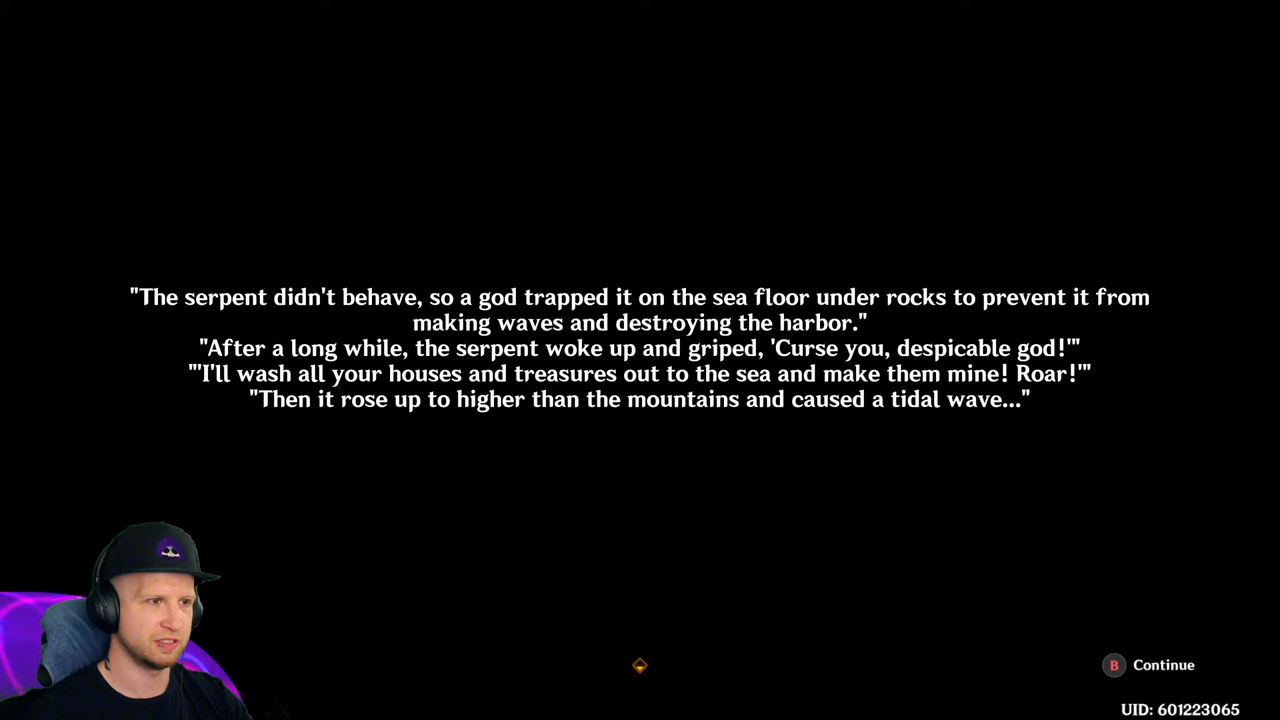 "The serpent didn't behave, so a god trapped it on the sea floor under rocks to prevent it from
making waves and destroying the harbor."
"After a long while, the serpent woke up and griped, 'Curse you, despicable god!'"
"'I'll wash all your houses and treasures out to the sea and make them mine! Roar!'"
"Then it rose up to higher than the mountains and caused a tidal wave..."
B Continue
UID: 601223065